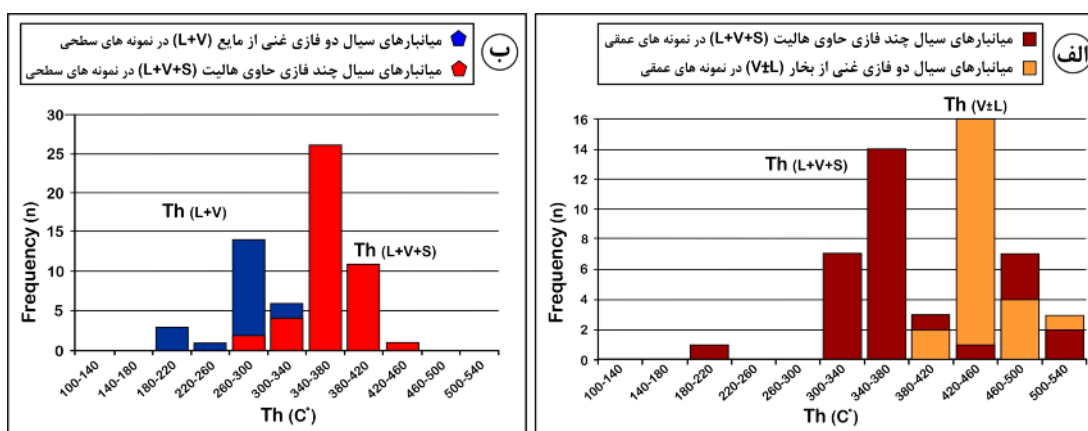 الف
میانبارهای سیال چند فازی حاوی هالیت (L+V+S) در نمونه های عمقی
میانبارهای سیال دو فازی غنی از بخار (V±L) در نمونه های عمقی
Th (V±L)
Th (L+V+S)
Frequency (n)
16
14
12
10
8
6
4
2
0
100-140
140-180
180-220
220-260
260-300
300-340
340-380
380-420
420-460
460-500
500-540
Th (C°)
ب
میانبارهای سیال دو فازی غنی از مایع (L+V) در نمونه های سطحی
میانبارهای سیال چند فازی حاوی هالیت (L+V+S) در نمونه های سطحی
Th (L+V)
Th (L+V+S)
Frequency (n)
30
25
20
15
10
5
0
100-140
140-180
180-220
220-260
260-300
300-340
340-380
380-420
420-460
460-500
500-540
Th (C°)